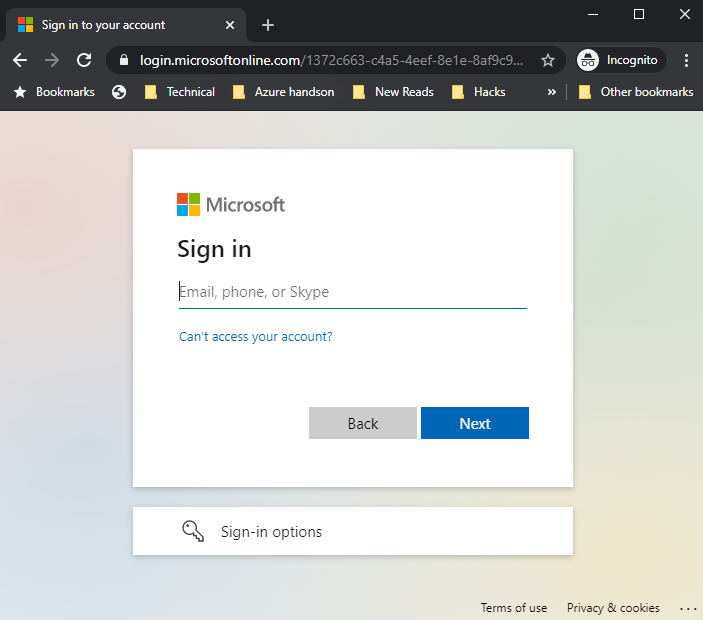 Sign in to your account
login.microsoftonline.com/1372c663-c4a5-4eef-8e1e-8af9c9... Incognito
Bookmarks Technical Azure handson New Reads Hacks » Other bookmarks
Microsoft
Sign in
Email, phone, or Skype
Can't access your account?
Back Next
Sign-in options
Terms of use Privacy & cookies ...